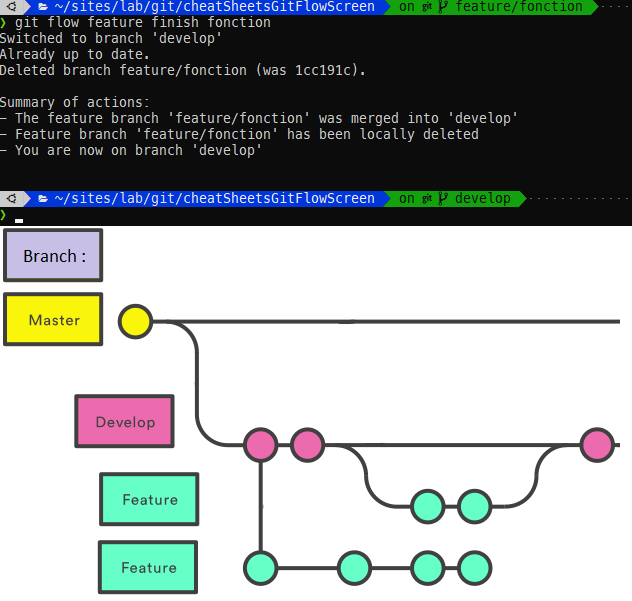 ~/sites/lab/git/cheatSheetsGitFlowScreen on git feature/fonction
❯ git flow feature finish fonction
Switched to branch 'develop'
Already up to date.
Deleted branch feature/fonction (was 1cc191c).
Summary of actions:
- The feature branch 'feature/fonction' was merged into 'develop'
- Feature branch 'feature/fonction' has been locally deleted
- You are now on branch 'develop'
~/sites/lab/git/cheatSheetsGitFlowScreen on git develop
❯
Branch :
Master
Develop
Feature
Feature